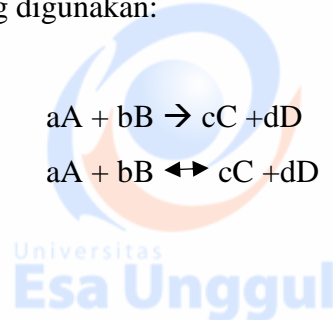 digunakan:
aA + bB → cC +dD
aA + bB ↔ cC +dD
Universitas
Esa Unggul